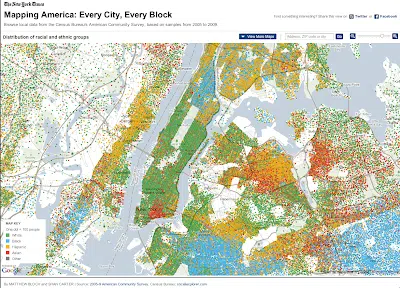 The New York Times
Mapping America: Every City, Every Block
Browse local data from the Census Bureau's American Community Survey, based on samples from 2005 to 2009.
Find something interesting? Share this view on Twitter or Facebook
Distribution of racial and ethnic groups
View More Maps
Address, ZIP code or city
Go
MAP KEY
One dot = 100 people
White
Black
Hispanic
Asian
Other
Google
By MATTHEW BLOCH and SHAN CARTER | Source: 2005-9 American Community Survey, Census Bureau, socialexplorer.com